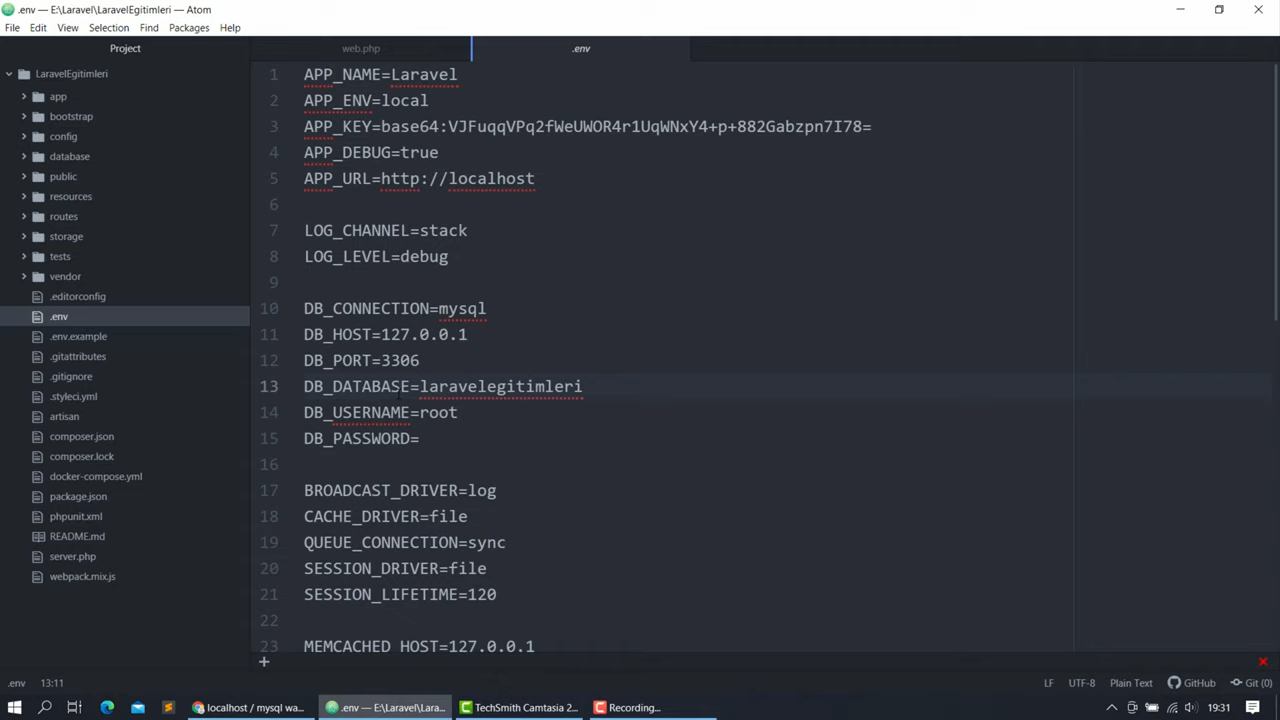 .env — E:\Laravel\LaravelEgitimleri — Atom
File Edit View Selection Find Packages Help
Project
web.php
.env
LaravelEgitimleri
app
bootstrap
config
database
public
resources
routes
storage
tests
vendor
.editorconfig
.env
.env.example
.gitattributes
.gitignore
.styleci.yml
artisan
composer.json
composer.lock
docker-compose.yml
package.json
phpunit.xml
README.md
server.php
webpack.mix.js
1 APP_NAME=Laravel
2 APP_ENV=local
3 APP_KEY=base64:VJFuqqVPq2fWeUWOR4r1UqWNxY4+p+882Gabzpn7I78=
4 APP_DEBUG=true
5 APP_URL=http://localhost
6
7 LOG_CHANNEL=stack
8 LOG_LEVEL=debug
9
10 DB_CONNECTION=mysql
11 DB_HOST=127.0.0.1
12 DB_PORT=3306
13 DB_DATABASE=laravelegitimleri
14 DB_USERNAME=root
15 DB_PASSWORD=
16
17 BROADCAST_DRIVER=log
18 CACHE_DRIVER=file
19 QUEUE_CONNECTION=sync
20 SESSION_DRIVER=file
21 SESSION_LIFETIME=120
22
23 MEMCACHED_HOST=127.0.0.1
.env 13:11
LF UTF-8 Plain Text GitHub Git (0)
localhost / mysql wa...
.env — E:\Laravel\Lara...
TechSmith Camtasia 2...
Recording...
19:31